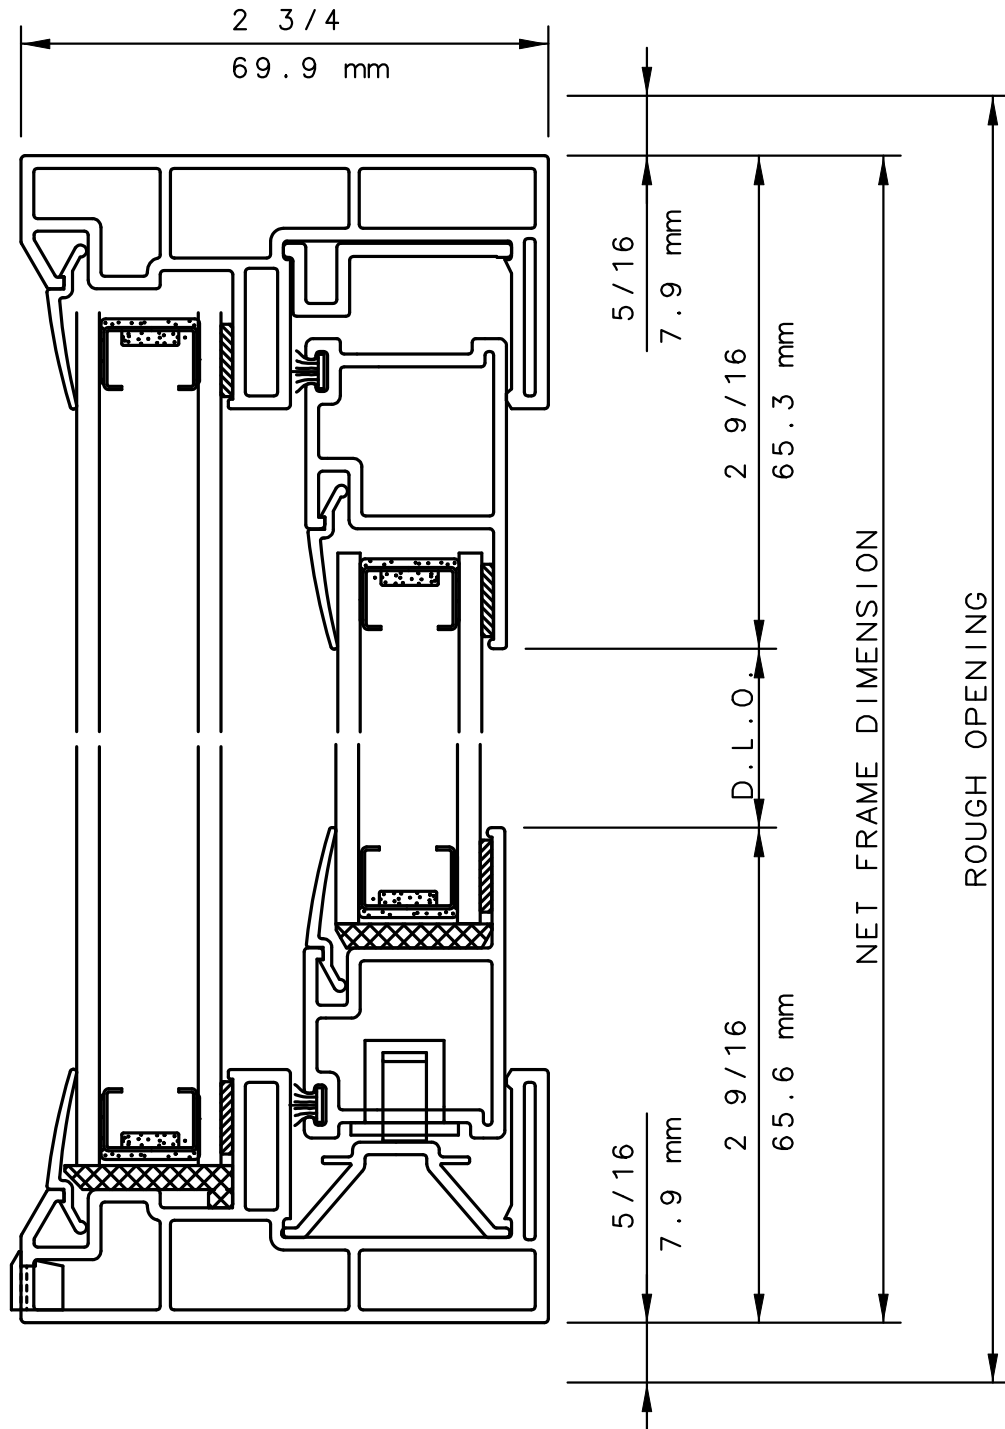 2 3/4
69.9 mm
5/16
7.9 mm
2 9/16
65.3 mm
D.L.O.
NET FRAME DIMENSION
ROUGH OPENING
2 9/16
65.6 mm
5/16
7.9 mm